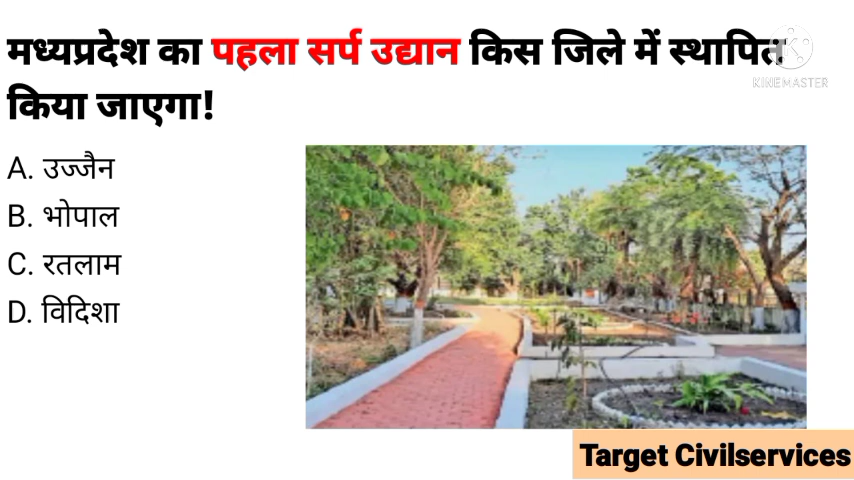 मध्यप्रदेश का पहला सर्प उद्यान किस जिले में स्थापित
KINEMASTER
किया जाएगा!
A. उज्जैन
B. भोपाल
C. रतलाम
D. विदिशा
Target Civilservices